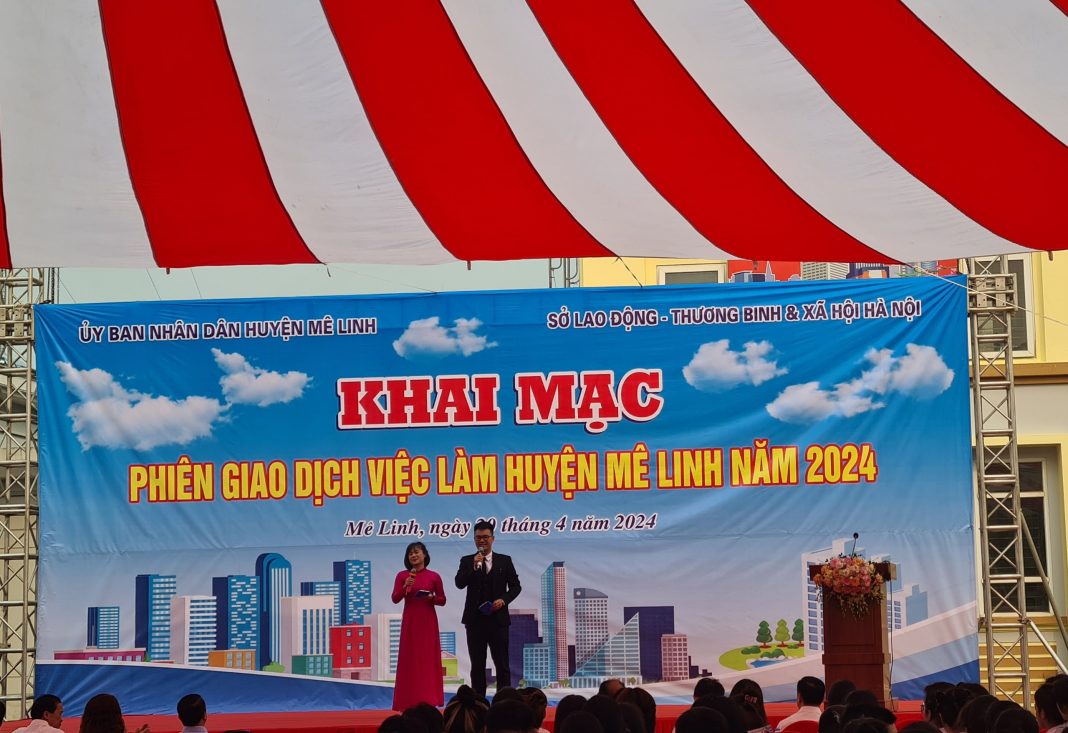 ỦY BAN NHÂN DÂN HUYỆN MÊ LINH
SỞ LAO ĐỘNG - THƯƠNG BINH & XÃ HỘI HÀ NỘI
KHAI MẠC
PHIÊN GIAO DỊCH VIỆC LÀM HUYỆN MÊ LINH NĂM 2024
Mê Linh, ngày tháng 4 năm 2024